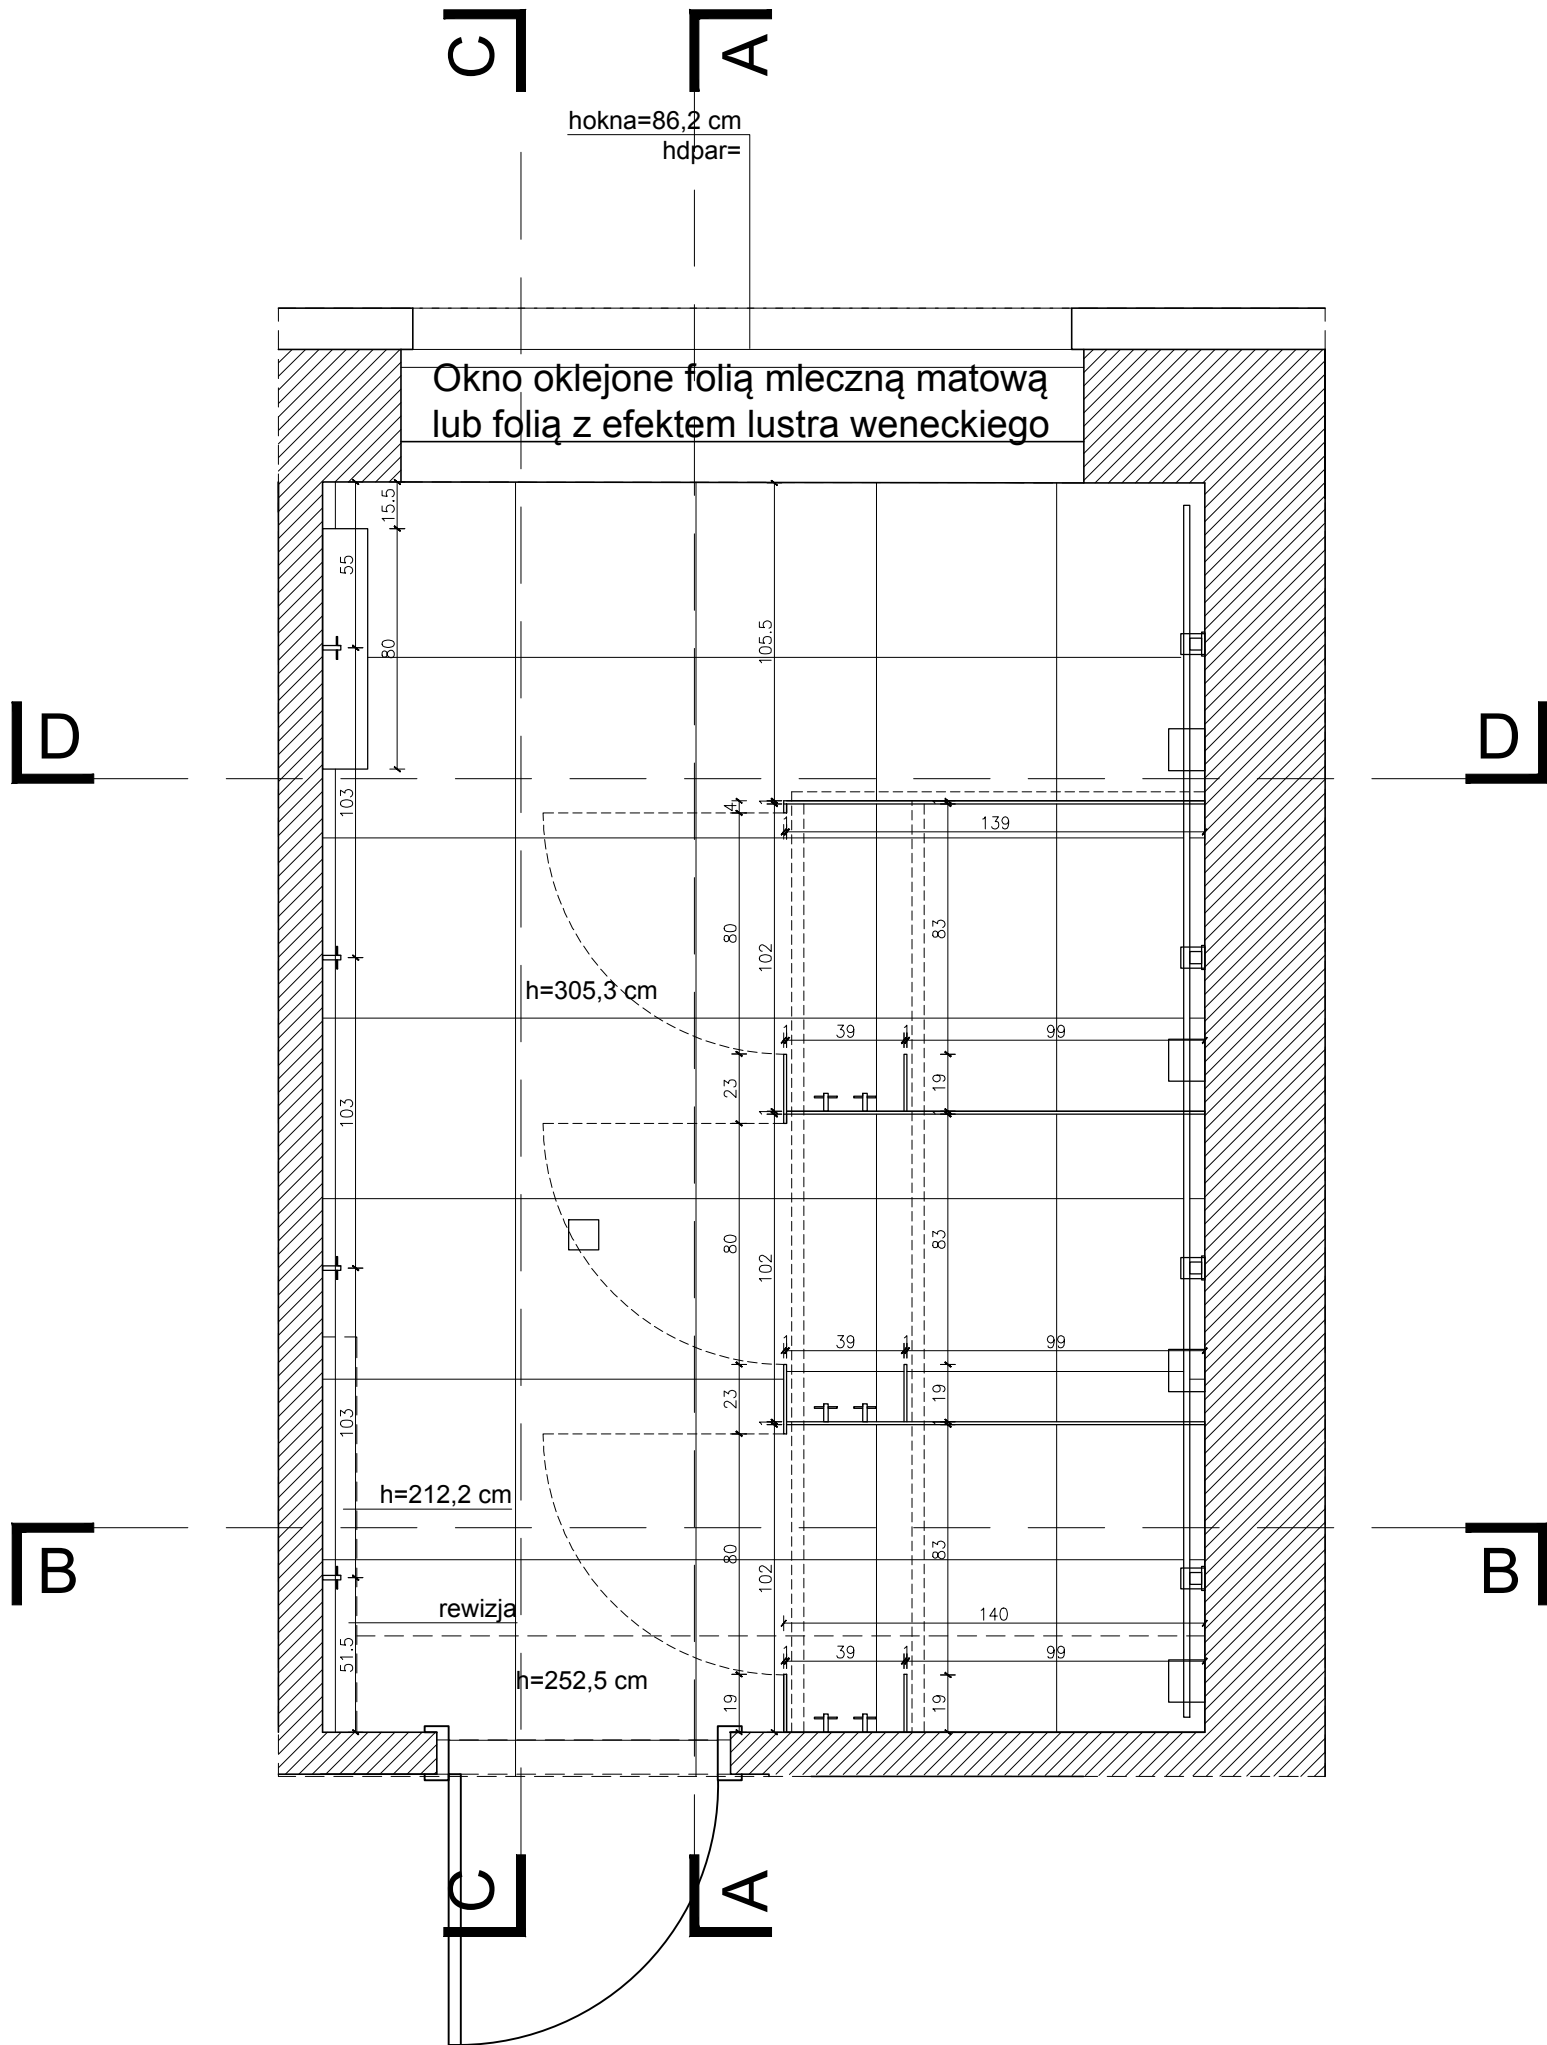 C
A
hokna=86,2 cm
hdpar=
Okno oklejone folią mleczną matową
lub folią z efektem lustra weneckiego
15.5
55
80
105.5
D
D
103
4
1
139
80
102
83
h=305,3 cm
1
39
1
99
23
19
103
1
80
102
83
1
39
1
99
23
19
103
1
h=212,2 cm
B
B
80
102
83
rewizja
140
51.5
1
39
1
99
h=252,5 cm
19
19
C
A